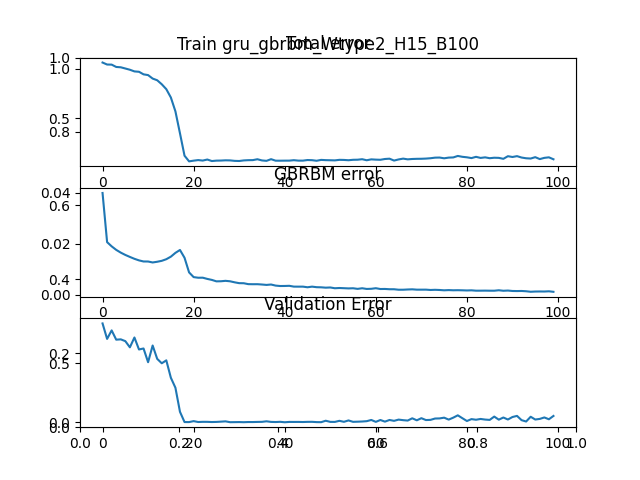 Train gru_gbrbm_Wtype2_H15_B100
Total error
1.0
1.0
0.5
0.8
0 20 40 60 80 100
GBRBM error
0.04
0.6
0.02
0.4
0.00
0 20 40 60 80 100
Validation Error
0.2
0.5
0.0
0.0
0.0 0 0.2 20 0.4 40 0.6 60 80 0.8 100 1.0